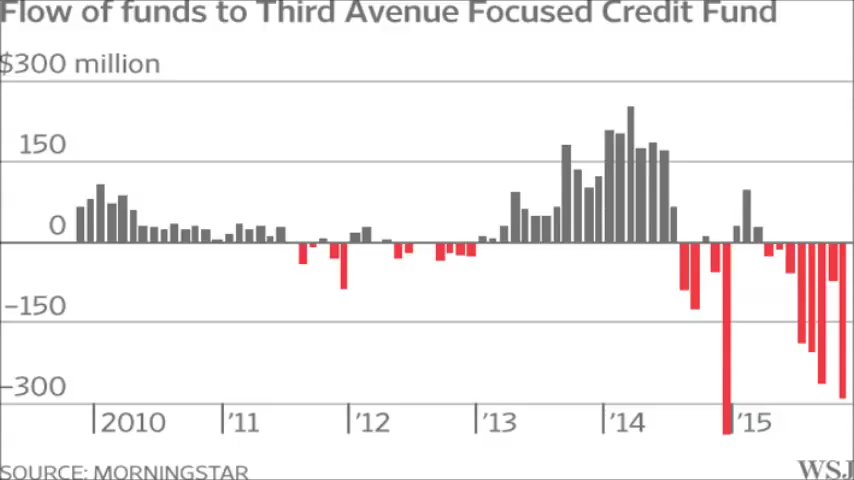 Flow of funds to Third Avenue Focused Credit Fund
$300 million
150
0
−150
−300
2010 ’11 ’12 ’13 ’14 ’15
SOURCE: MORNINGSTAR WSJ